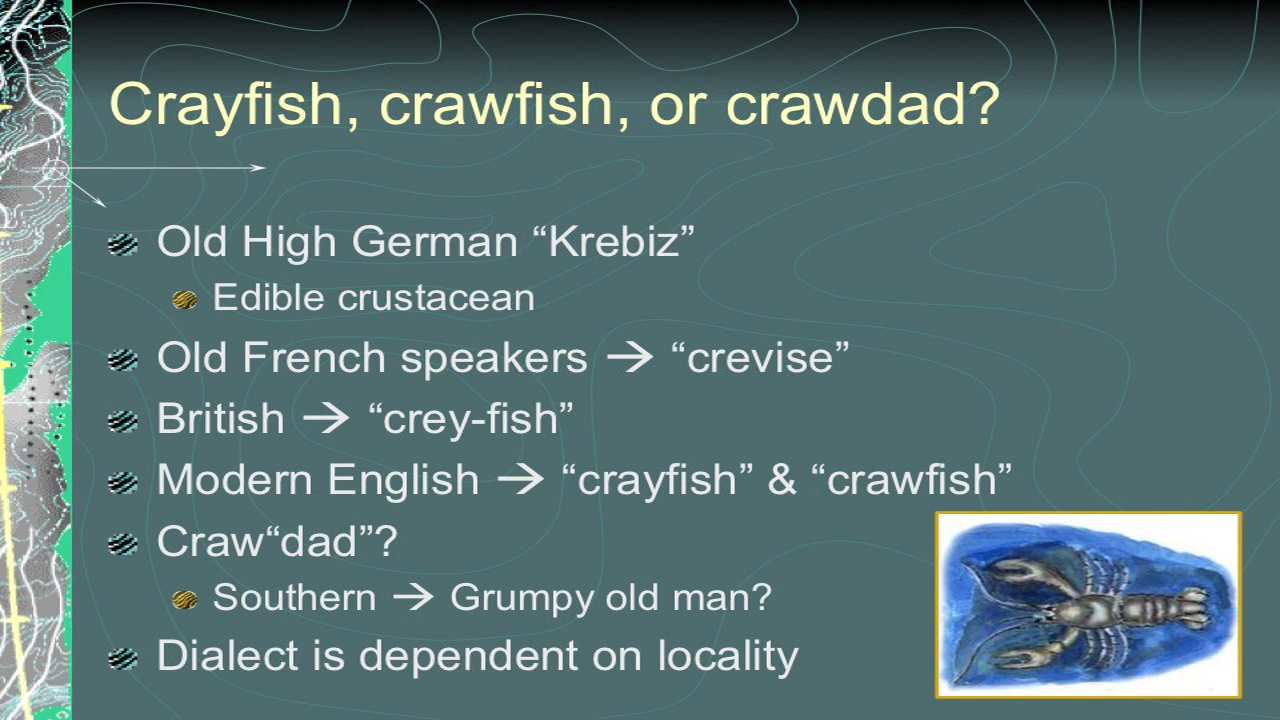 Crayfish, crawfish, or crawdad?
Old High German “Krebiz”
Edible crustacean
Old French speakers → “crevise”
British → “crey-fish”
Modern English → “crayfish” & “crawfish”
Craw“dad”?
Southern → Grumpy old man?
Dialect is dependent on locality